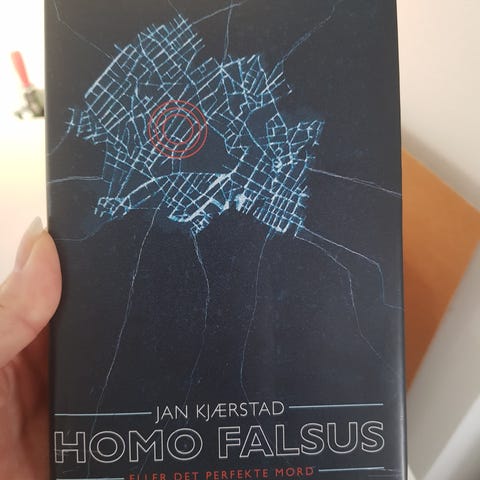 JAN KJÆRSTAD
HOMO FALSUS
ELLER DET PERFEKTE MORD